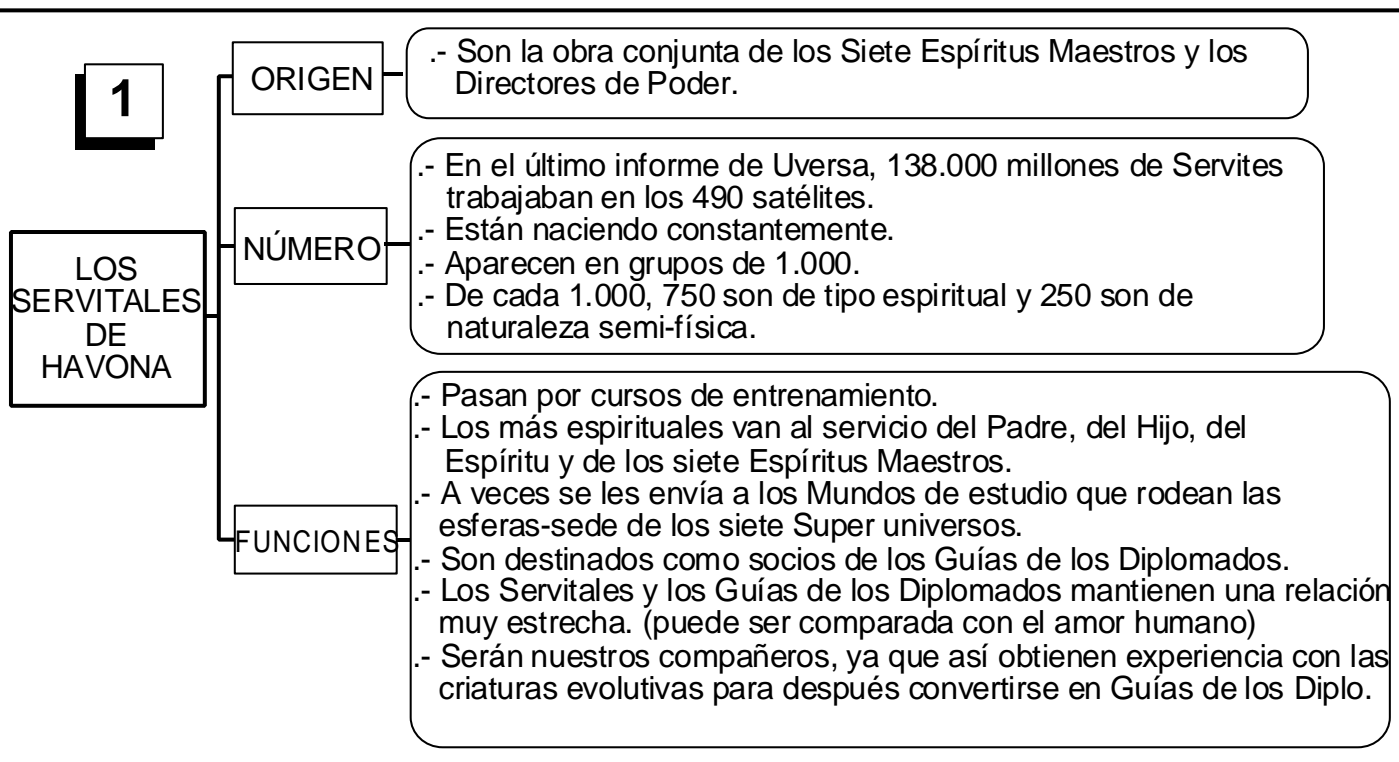 1
LOS
SERVITALES
DE
HAVONA
ORIGEN
.- Son la obra conjunta de los Siete Espíritus Maestros y los
Directores de Poder.
NÚMERO
.- En el último informe de Uversa, 138.000 millones de Servites
trabajaban en los 490 satélites.
.- Están naciendo constantemente.
.- Aparecen en grupos de 1.000.
.- De cada 1.000, 750 son de tipo espiritual y 250 son de
naturaleza semi-física.
FUNCIONES
.- Pasan por cursos de entrenamiento.
.- Los más espirituales van al servicio del Padre, del Hijo, del
Espíritu y de los siete Espíritus Maestros.
.- A veces se les envía a los Mundos de estudio que rodean las
esferas-sede de los siete Super universos.
.- Son destinados como socios de los Guías de los Diplomados.
.- Los Servitales y los Guías de los Diplomados mantienen una relación
muy estrecha. (puede ser comparada con el amor humano)
.- Serán nuestros compañeros, ya que así obtienen experiencia con las
criaturas evolutivas para después convertirse en Guías de los Diplo.